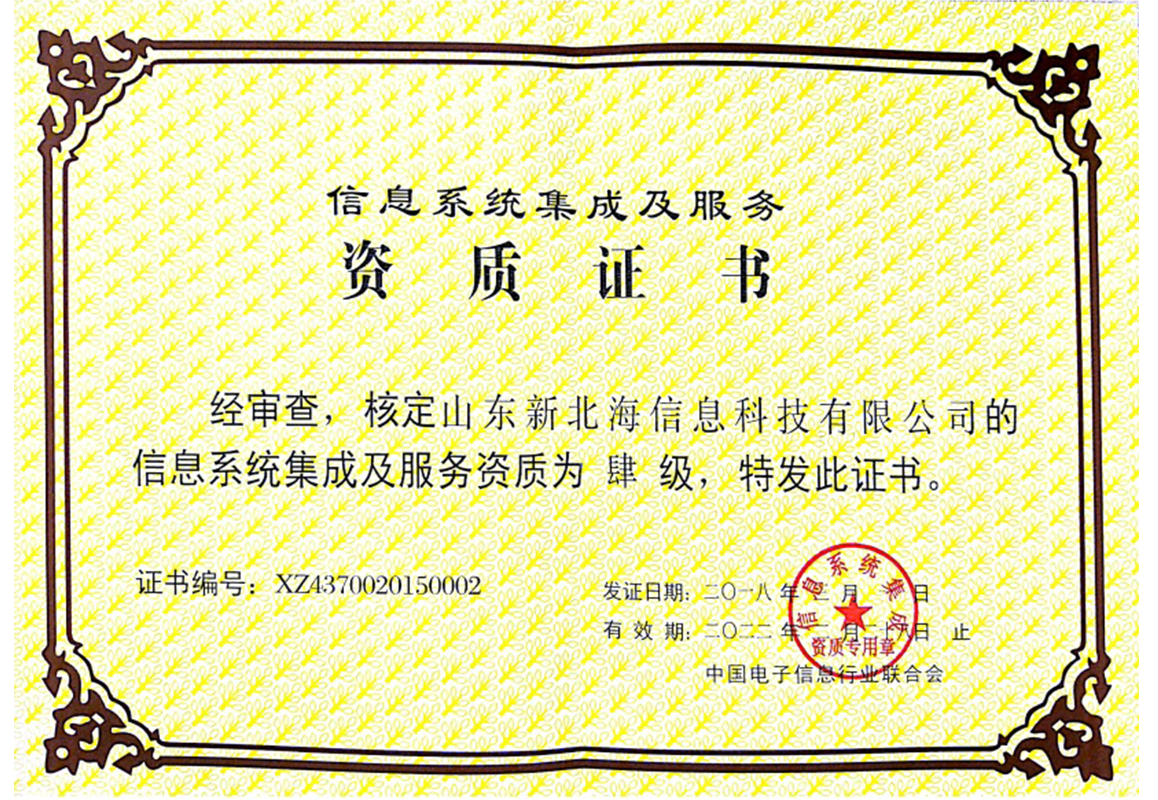 信息系统集成及服务
资质证书
经审查，核定山东新北海信息科技有限公司的
信息系统集成及服务资质为 肆 级，特发此证书。
证书编号：XZ4370020150002
发证日期：二〇一八年 月 日
有效期：二〇二二年二月二十八日 止
信息系统集成
资质专用章
中国电子信息行业联合会